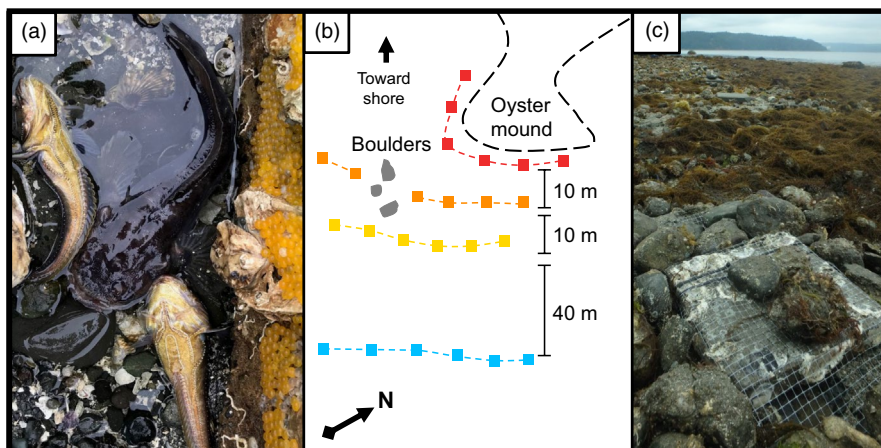 (a)
(b)
Toward
shore
Oyster
mound
Boulders
10 m
10 m
40 m
N
(c)